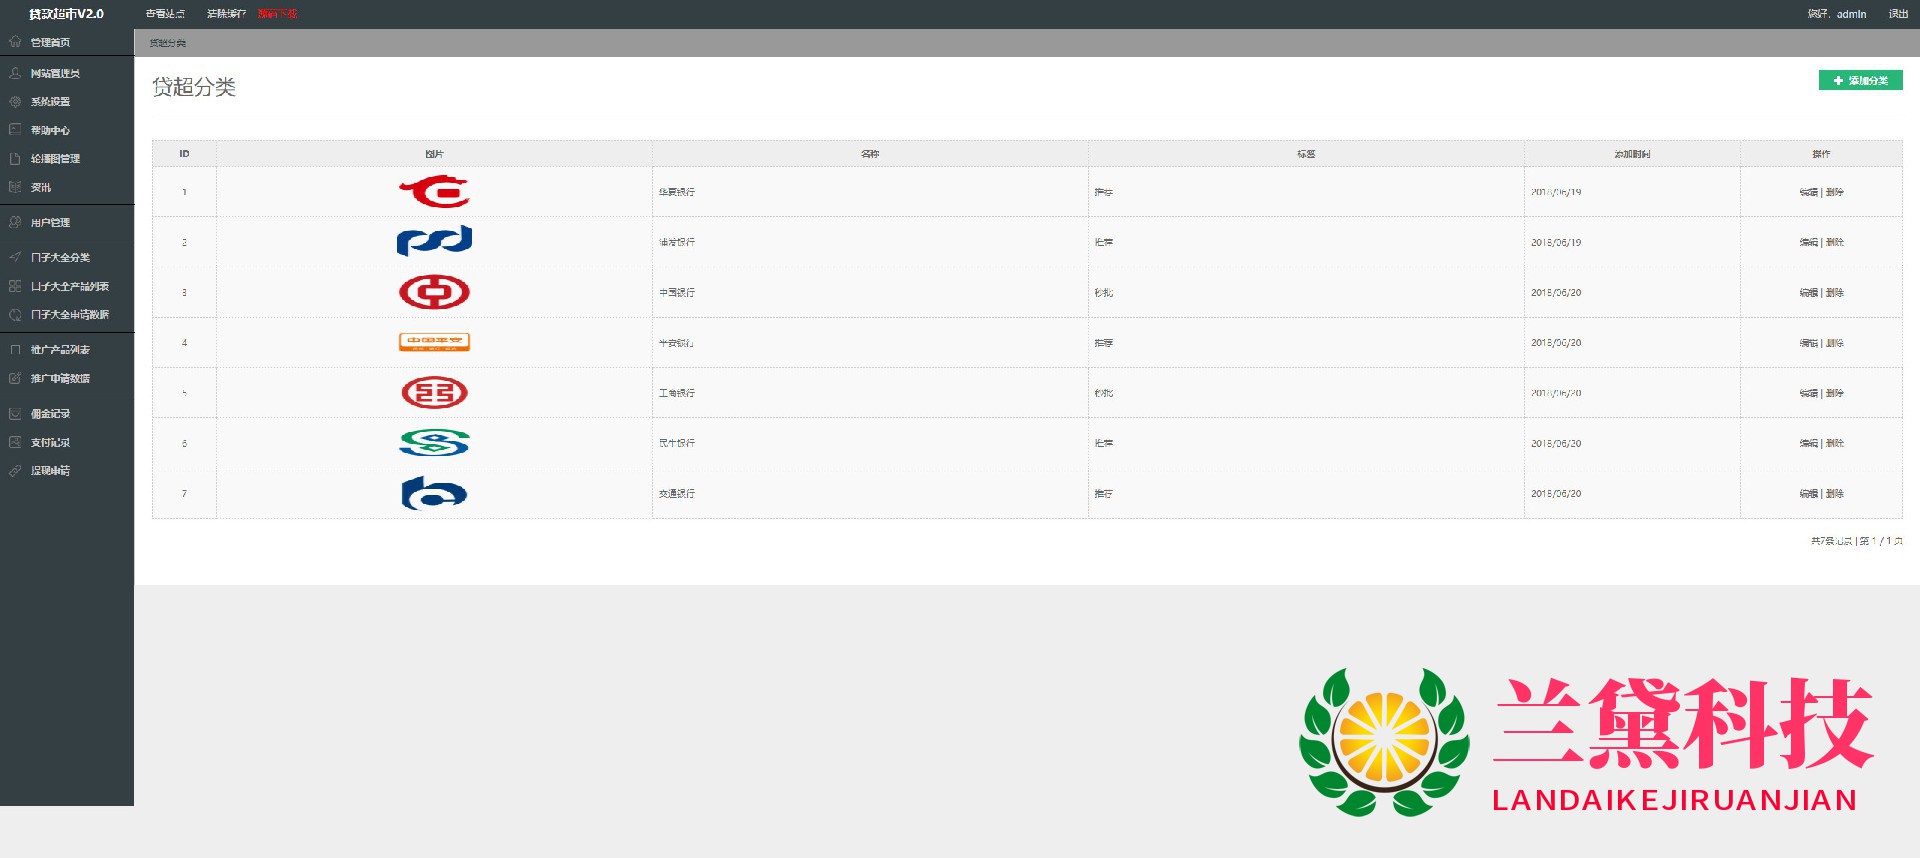 贷款超市V2.0
查看站点 清除缓存
您好，admin 退出
管理首页
网站管理员
系统设置
帮助中心
轮播图管理
资讯
用户管理
口子大全分类
口子大全产品列表
口子大全申请数据
推广产品列表
推广申请数据
佣金记录
支付记录
提现申请
贷超分类
贷超分类
添加分类
ID 图片 名称 标签 添加时间 操作
1 华夏银行 推荐 2018/06/19 编辑 | 删除
2 浦发银行 推荐 2018/06/19 编辑 | 删除
3 中国银行 秒批 2018/06/20 编辑 | 删除
4 中国平安 平安银行 推荐 2018/06/20 编辑 | 删除
5 工商银行 秒批 2018/06/20 编辑 | 删除
6 民生银行 推荐 2018/06/20 编辑 | 删除
7 交通银行 推荐 2018/06/20 编辑 | 删除
共7条记录 | 第 1 / 1 页
兰黛科技
LANDAIKEJIRUANJIAN